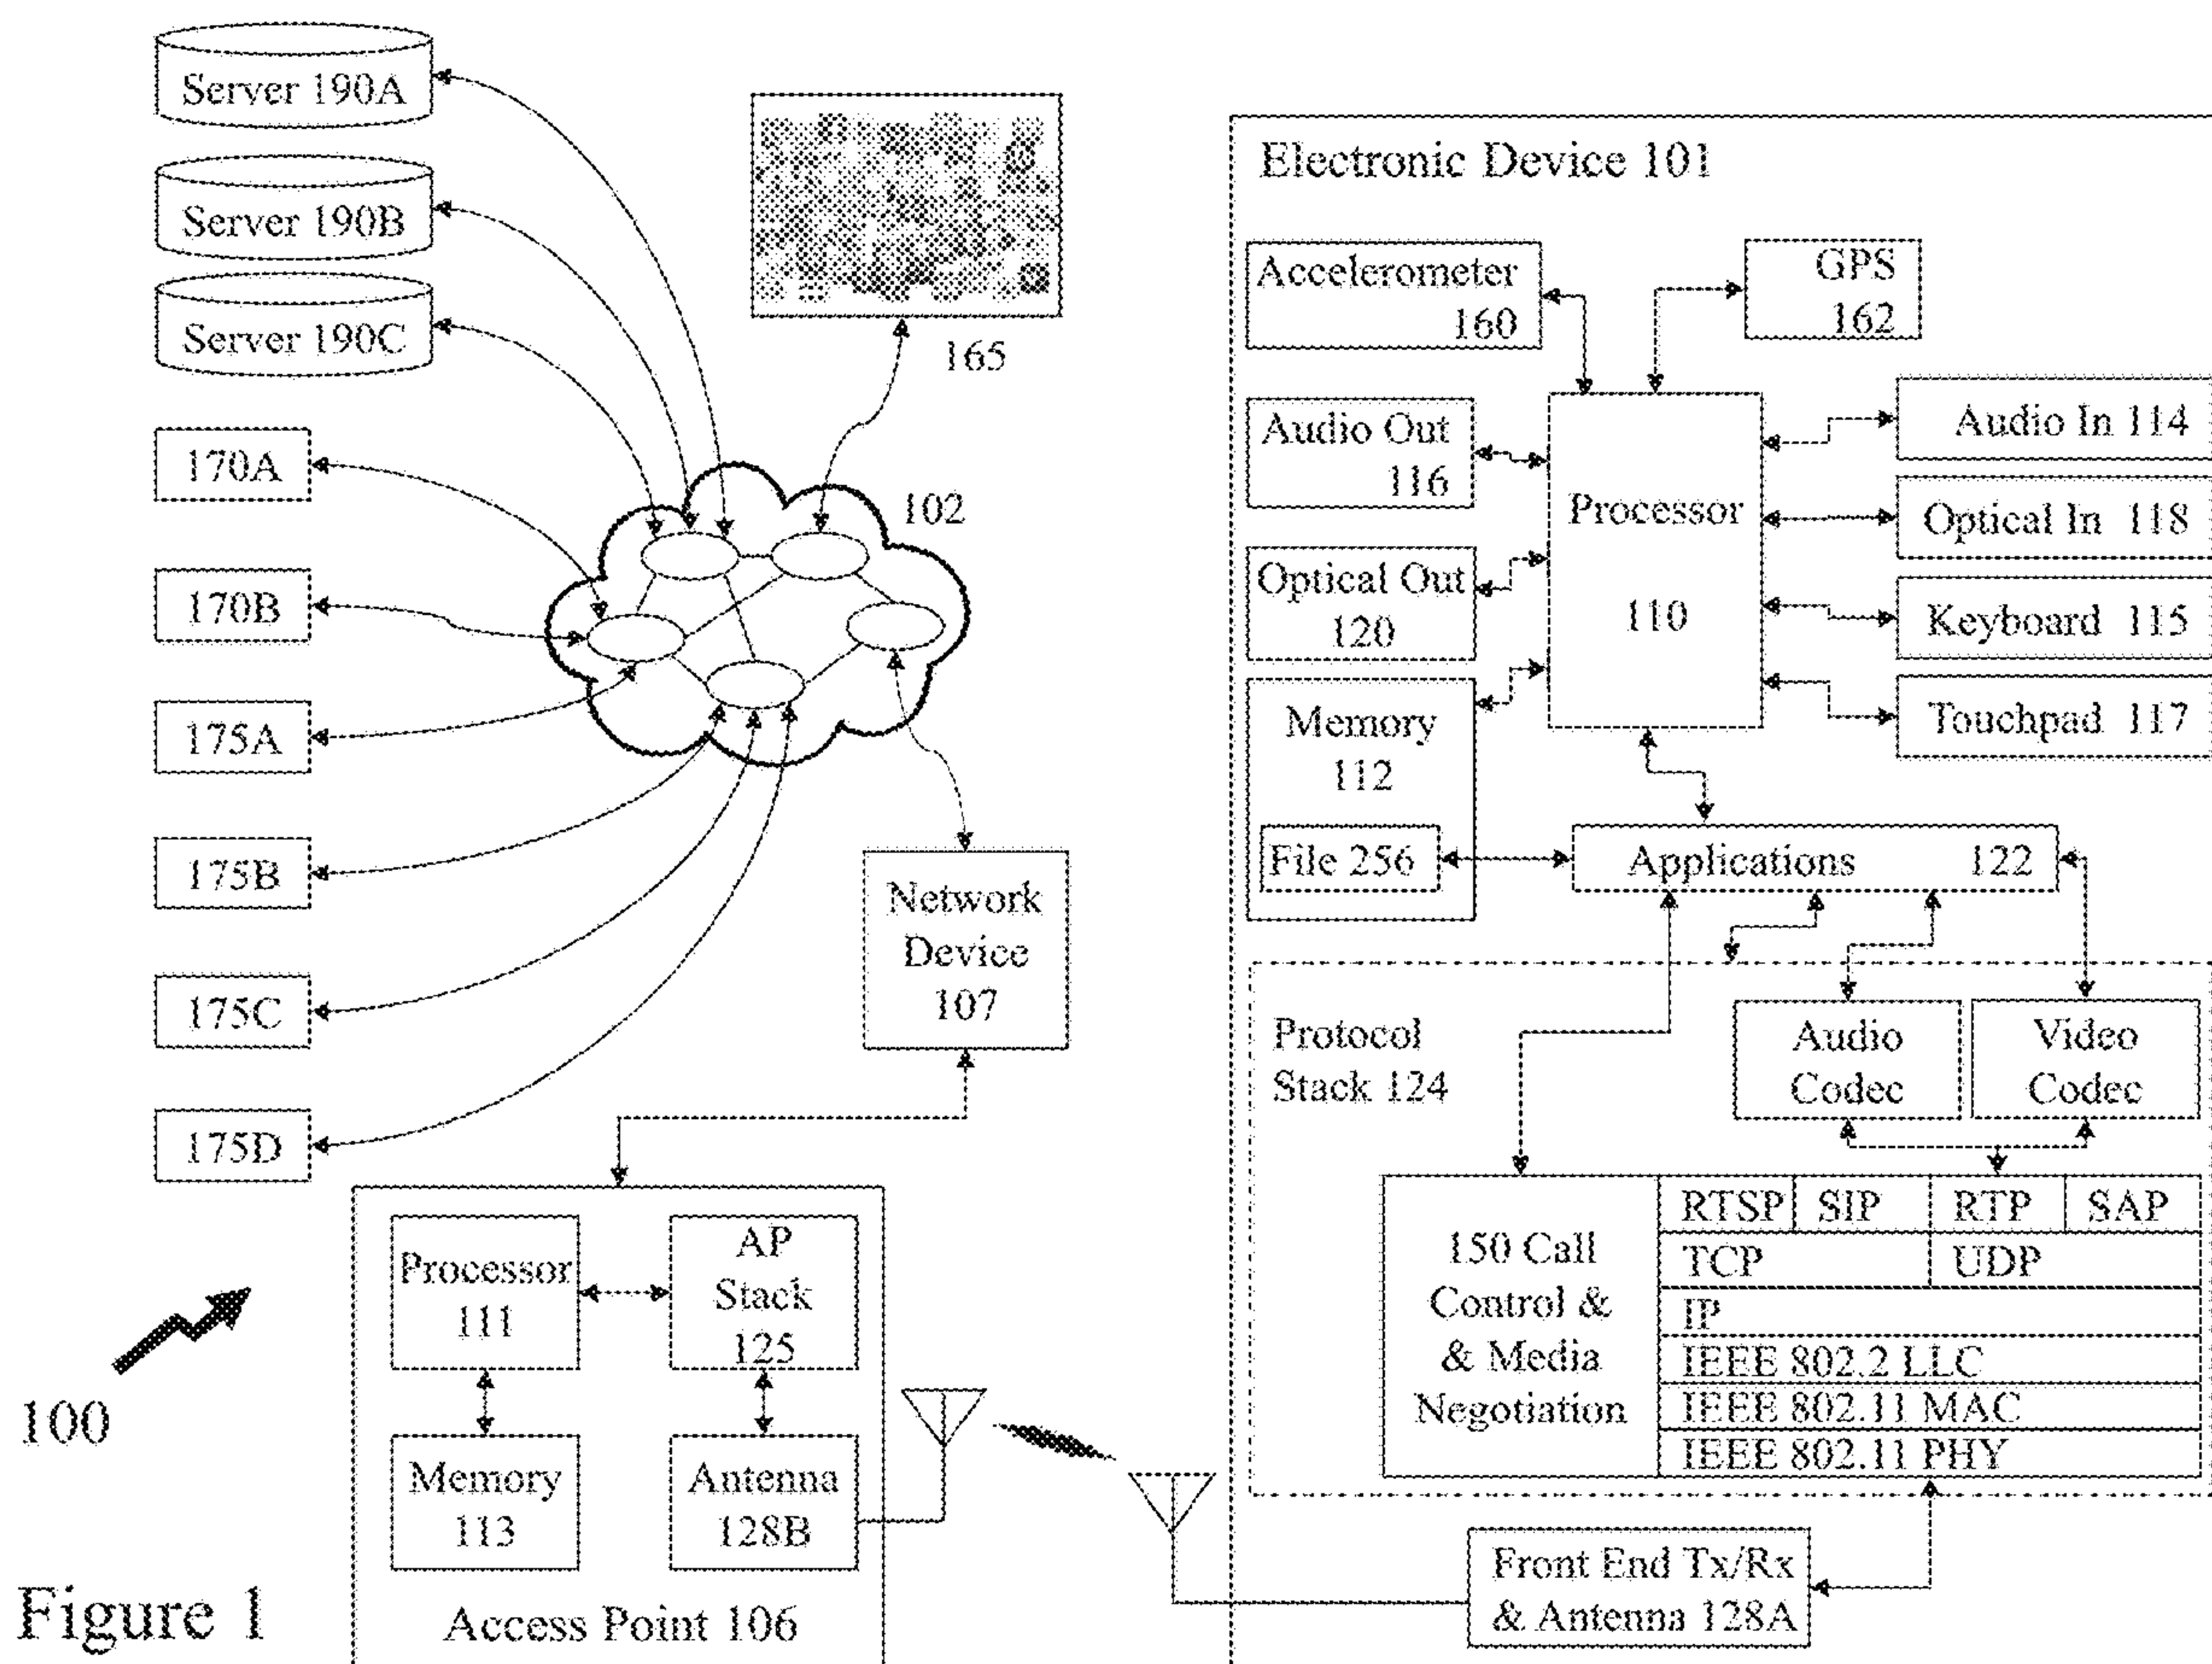 Server 190A
Server 190B
Server 190C
170A
170B
175A
175B
175C
175D
165
102
Network
Device
107
Processor
111
AP
Stack
125
Memory
113
Antenna
128B
Access Point 106
100
Figure 1
Electronic Device 101
Accelerometer
160
GPS
162
Audio Out
116
Optical Out
120
Memory
112
File 256
Processor
110
Audio In 114
Optical In 118
Keyboard 115
Touchpad 117
Applications 122
Protocol
Stack 124
Audio
Codec
Video
Codec
150 Call
Control &
& Media
Negotiation
RTSP SIP RTP SAP
TCP UDP
IP
IEEE 802.2 LLC
IEEE 802.11 MAC
IEEE 802.11 PHY
Front End Tx/Rx
& Antenna 128A